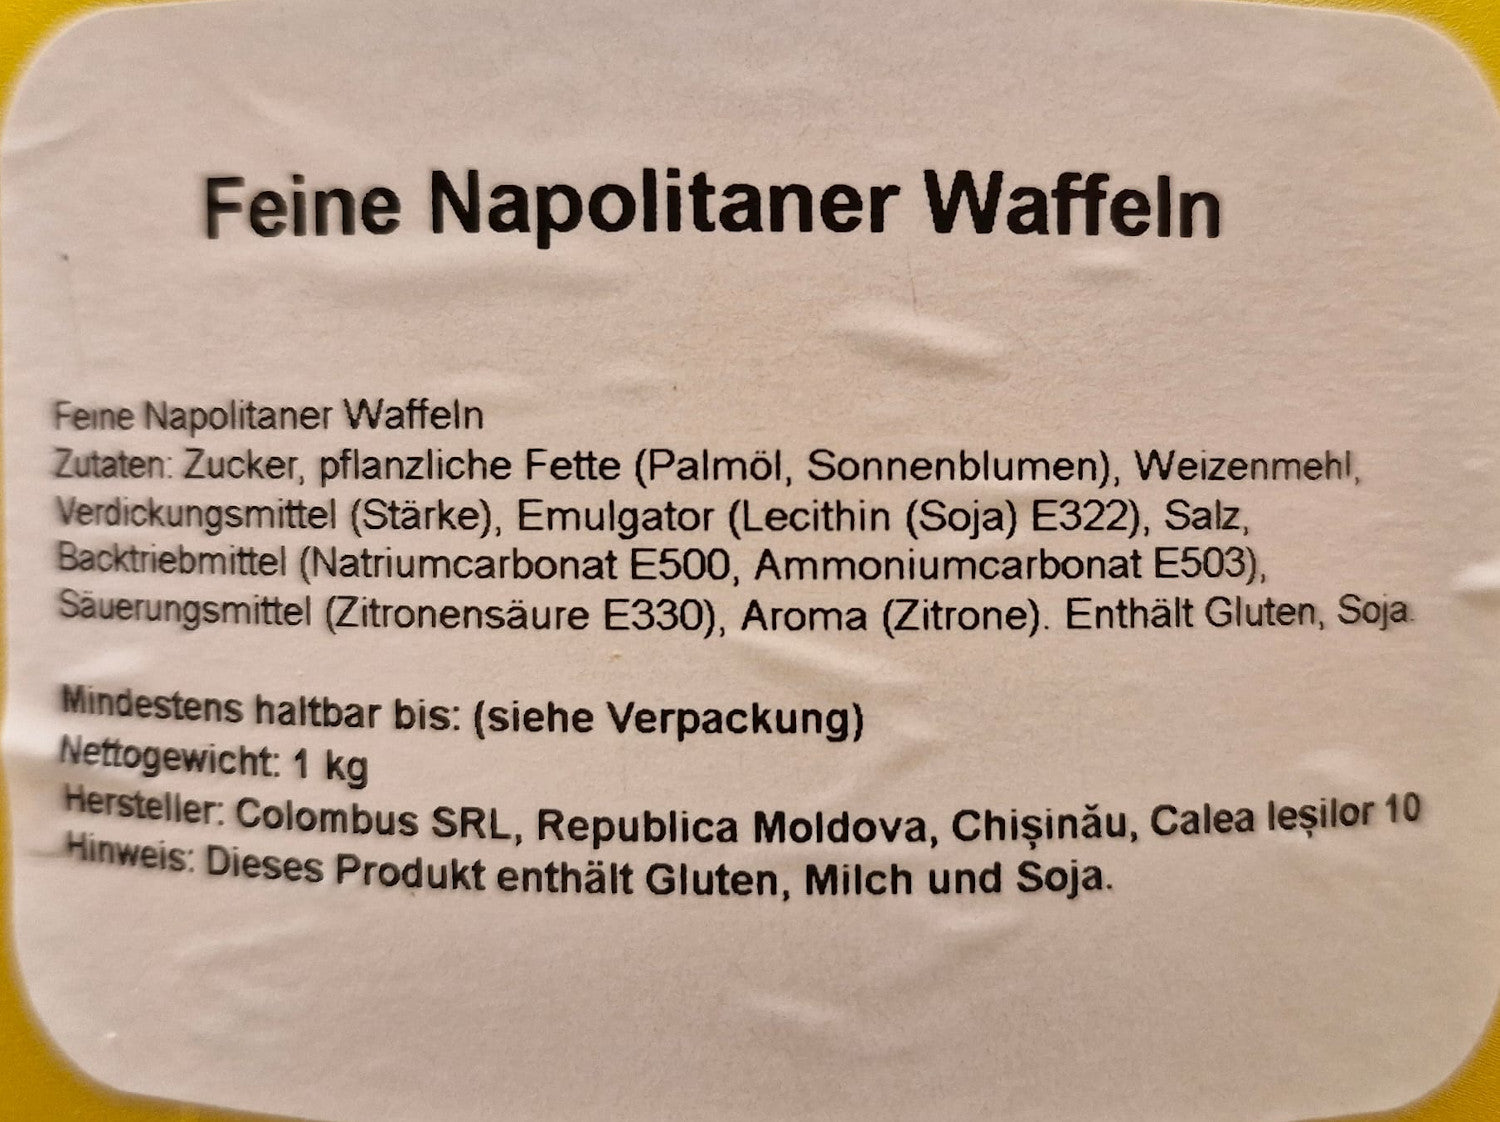 Feine Napolitaner Waffeln
Feine Napolitaner Waffeln
Zutaten: Zucker, pflanzliche Fette (Palmöl, Sonnenblumen), Weizenmehl,
Verdickungsmittel (Stärke), Emulgator (Lecithin (Soja) E322), Salz,
Backtriebmittel (Natriumcarbonat E500, Ammoniumcarbonat E503),
Säuerungsmittel (Zitronensäure E330), Aroma (Zitrone). Enthält Gluten, Soja.
Mindestens haltbar bis: (siehe Verpackung)
Nettogewicht: 1 kg
Hersteller: Colombus SRL, Republica Moldova, Chișinău, Calea Ieșilor 10
Hinweis: Dieses Produkt enthält Gluten, Milch und Soja.